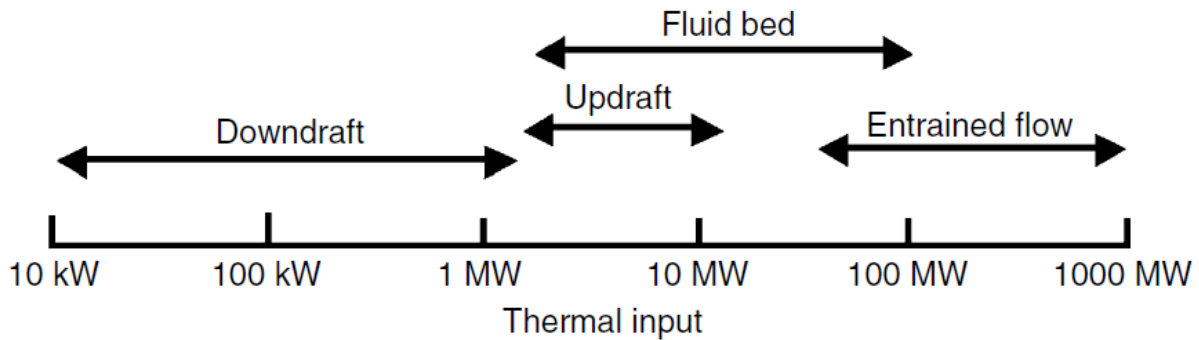 Fluid bed
Updraft
Downdraft
Entrained flow
10 kW 100 kW 1 MW 10 MW 100 MW 1000 MW
Thermal input